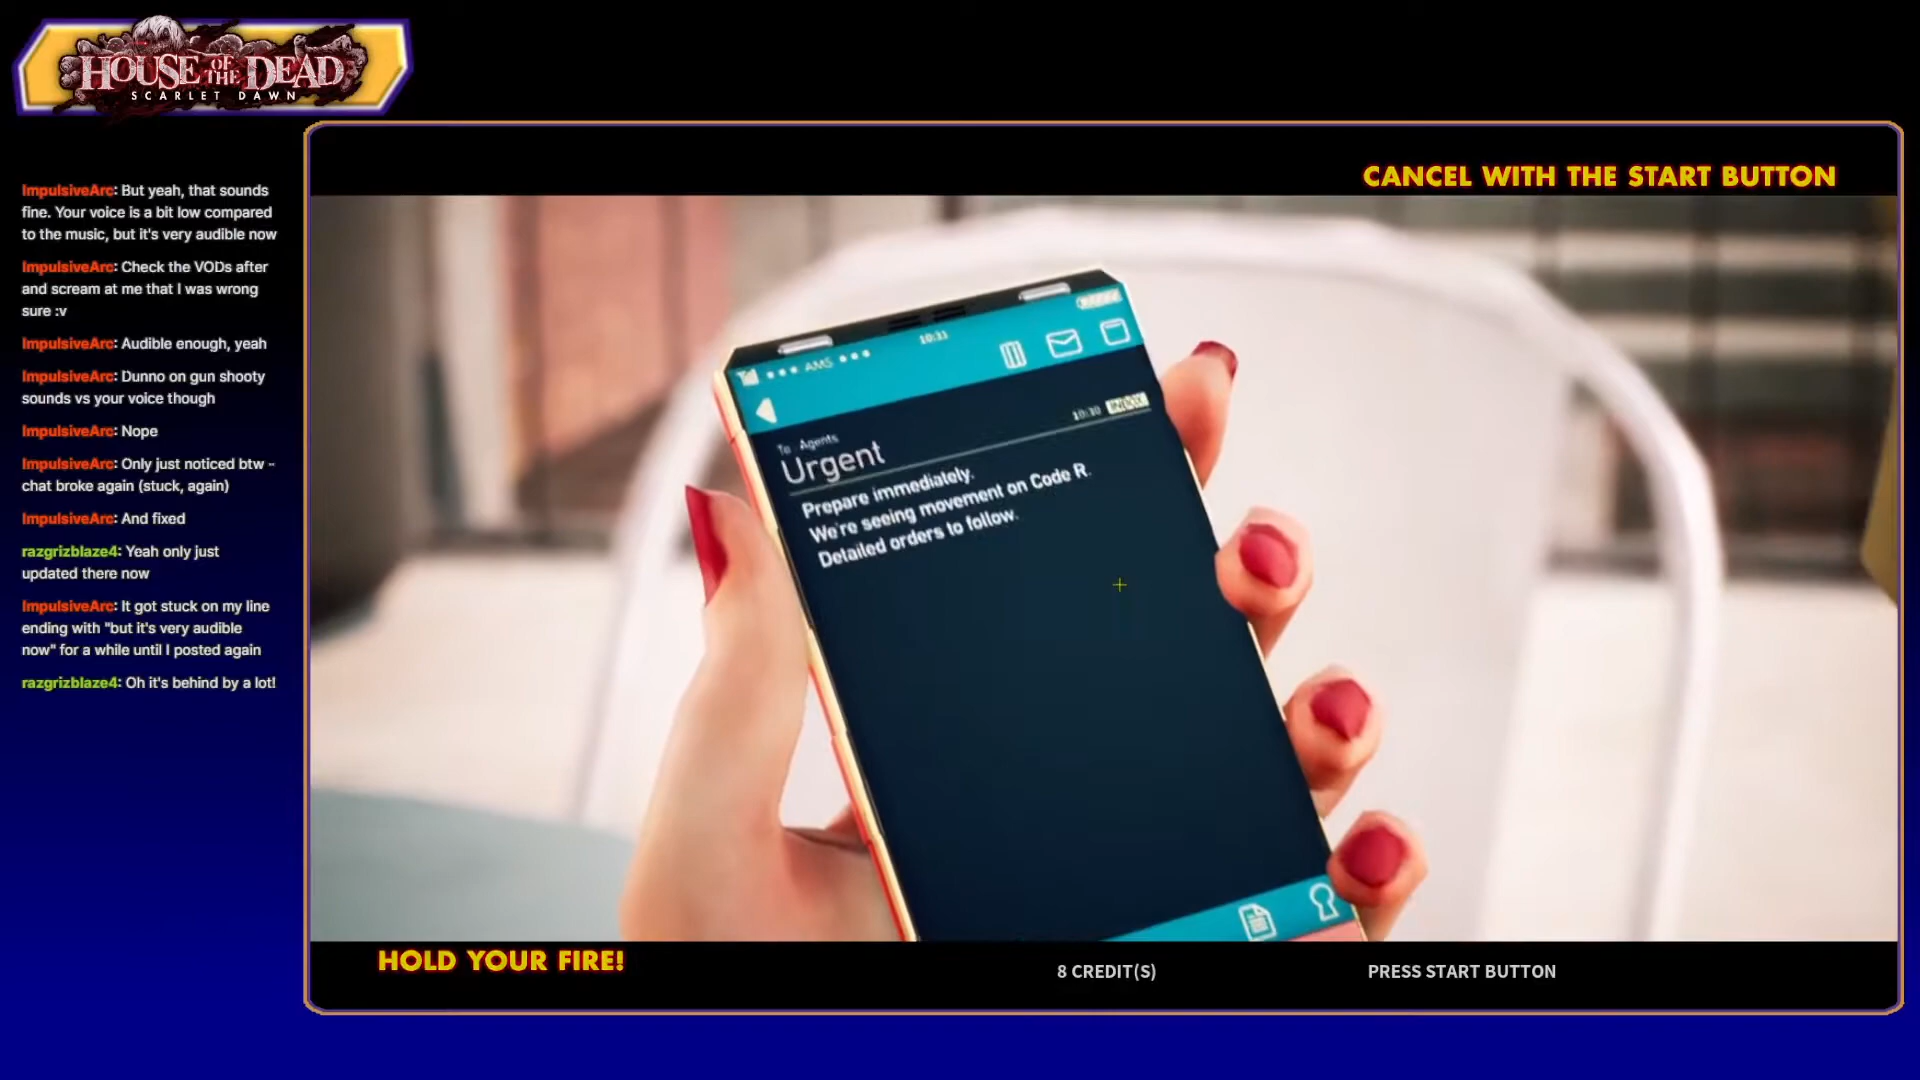 HOUSE OF THE DEAD
SCARLET DAWN
ImpulsiveArc: But yeah, that sounds
fine. Your voice is a bit low compared
to the music, but it's very audible now
ImpulsiveArc: Check the VODs after
and scream at me that I was wrong
sure :v
ImpulsiveArc: Audible enough, yeah
ImpulsiveArc: Dunno on gun shooty
sounds vs your voice though
ImpulsiveArc: Nope
ImpulsiveArc: Only just noticed btw --
chat broke again (stuck, again)
ImpulsiveArc: And fixed
razgrizblaze4: Yeah only just
updated there now
ImpulsiveArc: It got stuck on my line
ending with "but it's very audible
now" for a while until I posted again
razgrizblaze4: Oh it's behind by a lot!
CANCEL WITH THE START BUTTON
AMS
10:31
10:30 INBOX
To Agents
Urgent
Prepare immediately.
We're seeing movement on Code R.
Detailed orders to follow.
HOLD YOUR FIRE!
8 CREDIT(S)
PRESS START BUTTON